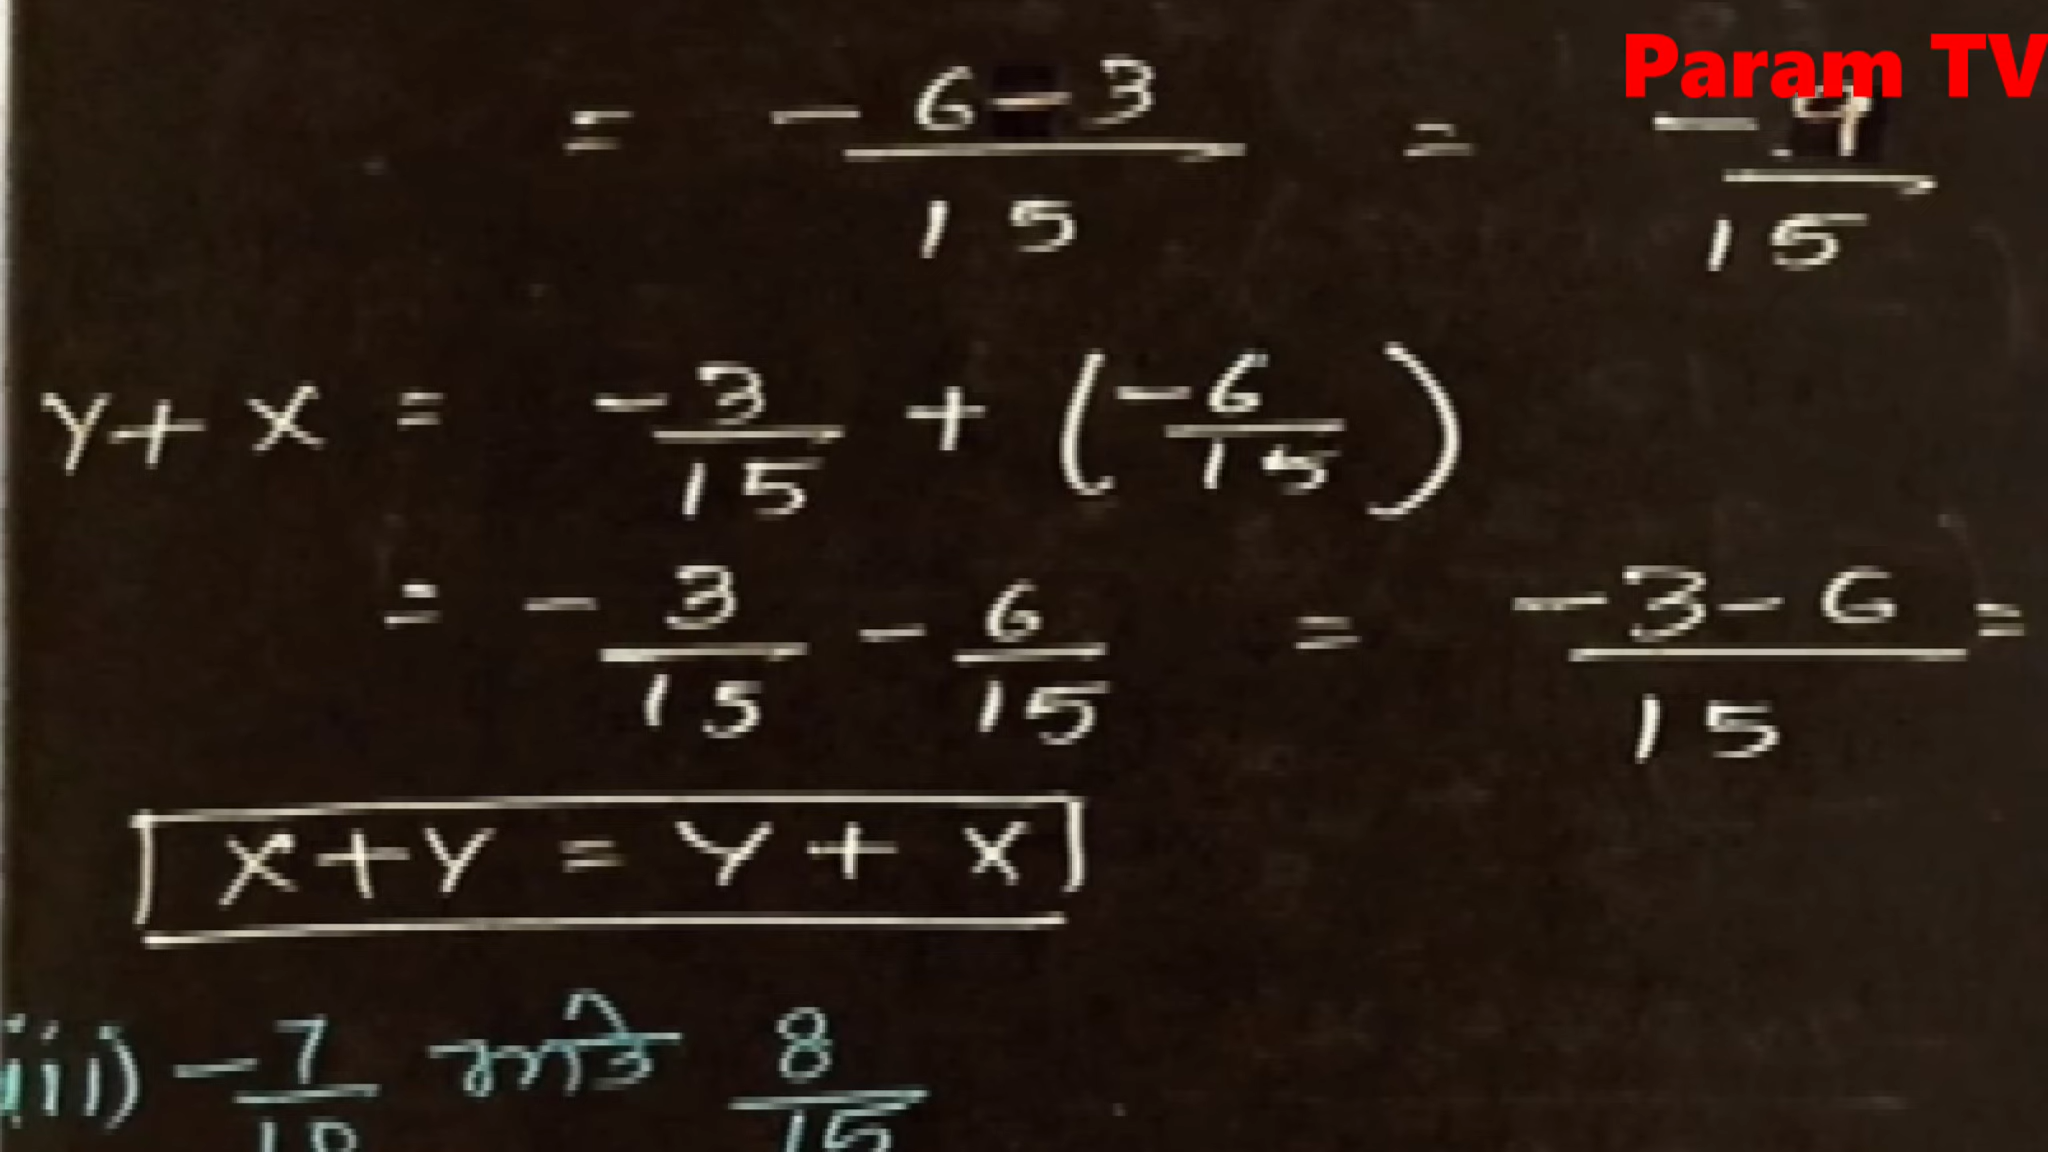 Param TV
= -6-3/15 = -9/15
Y+X = -3/15 + (-6/15)
= -3/15 - 6/15 = -3-6/15 =
X+Y = Y+X
iii) -7/10 ਅਤੇ 8/15